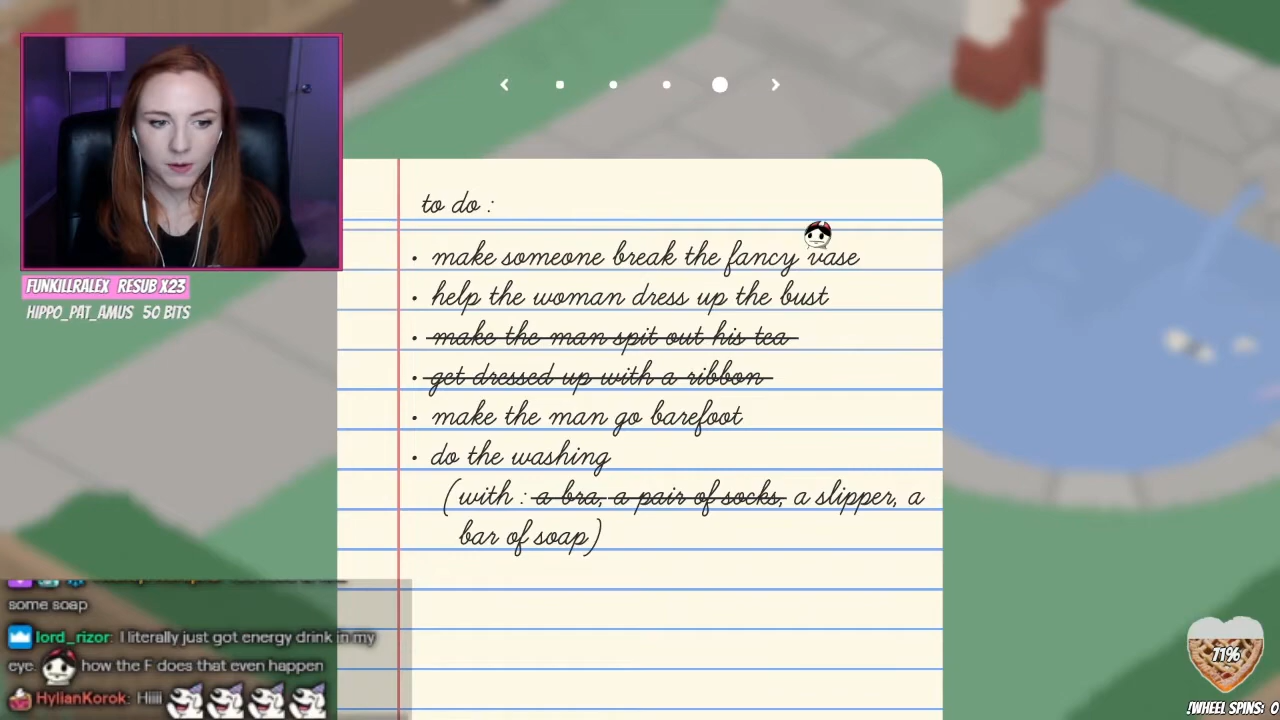 to do :
• make someone break the fancy vase
• help the woman dress up the bust
• make the man spit out his tea
• get dressed up with a ribbon
• make the man go barefoot
• do the washing
(with : a bra, a pair of socks, a slipper, a
bar of soap)
FUNKILLRALEX RESUB X23
HIPPO_PAT_AMUS 50 BITS
some soap
lord_rizor: I literally just got energy drink in my
eye. how the F does that even happen
HylianKorok: Hiiii
71%
!WHEEL SPINS: 0